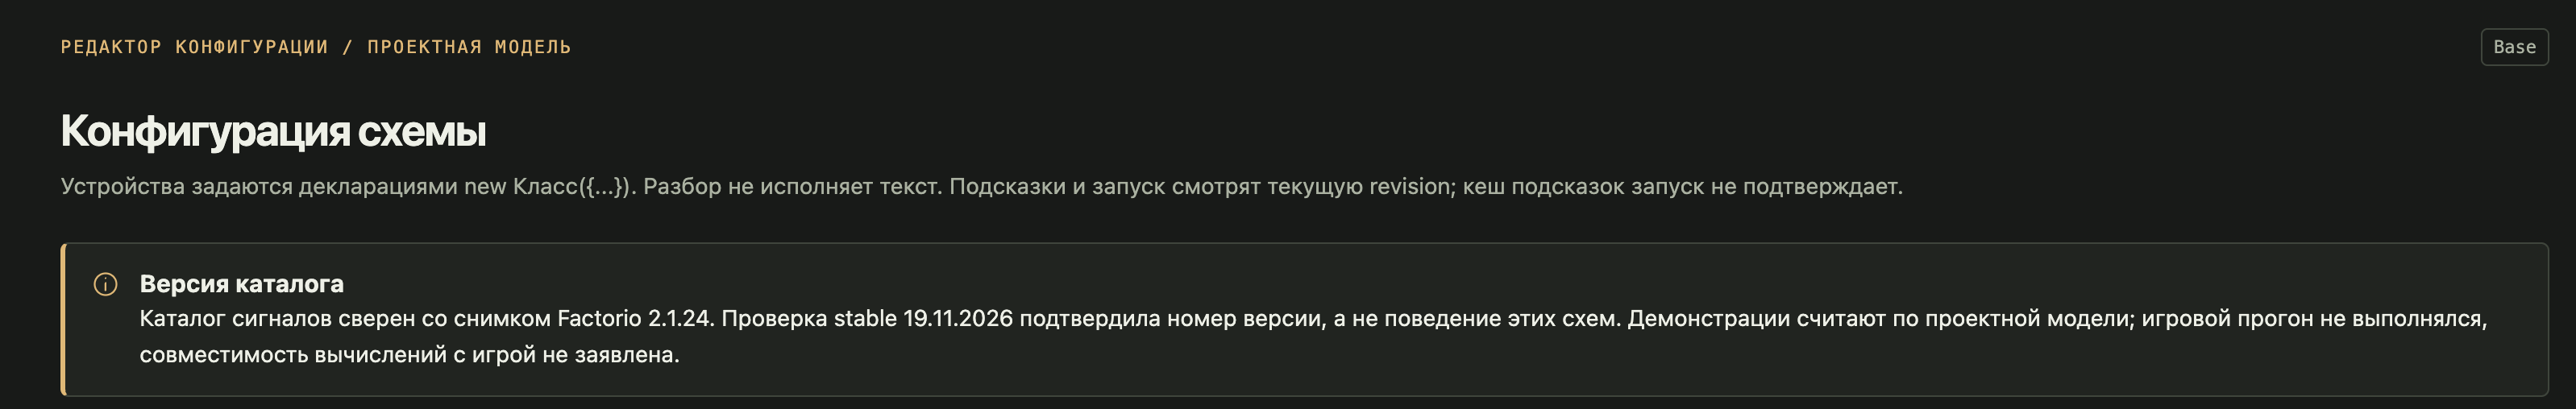 РЕДАКТОР КОНФИГУРАЦИИ / ПРОЕКТНАЯ МОДЕЛЬ
Base
Конфигурация схемы
Устройства задаются декларациями new Класс({...}). Разбор не исполняет текст. Подсказки и запуск смотрят текущую revision; кеш подсказок запуск не подтверждает.
Версия каталога
Каталог сигналов сверен со снимком Factorio 2.1.24. Проверка stable 19.11.2026 подтвердила номер версии, а не поведение этих схем. Демонстрации считают по проектной модели; игровой прогон не выполнялся,
совместимость вычислений с игрой не заявлена.